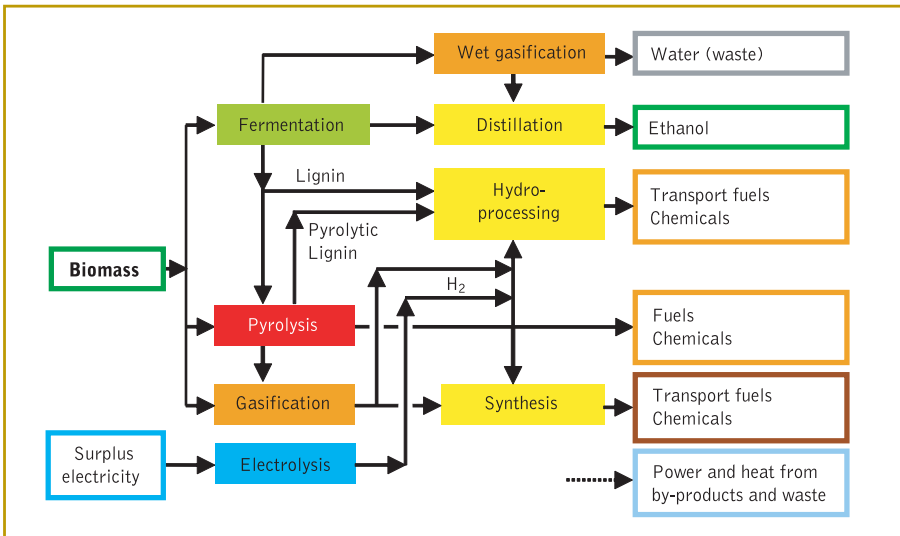 Wet gasification
Water (waste)
Fermentation
Distillation
Ethanol
Lignin
Hydro-
processing
Transport fuels
Chemicals
Pyrolytic
Lignin
Biomass
H₂
Pyrolysis
Fuels
Chemicals
Gasification
Synthesis
Transport fuels
Chemicals
Surplus
electricity
Electrolysis
Power and heat from
by-products and waste